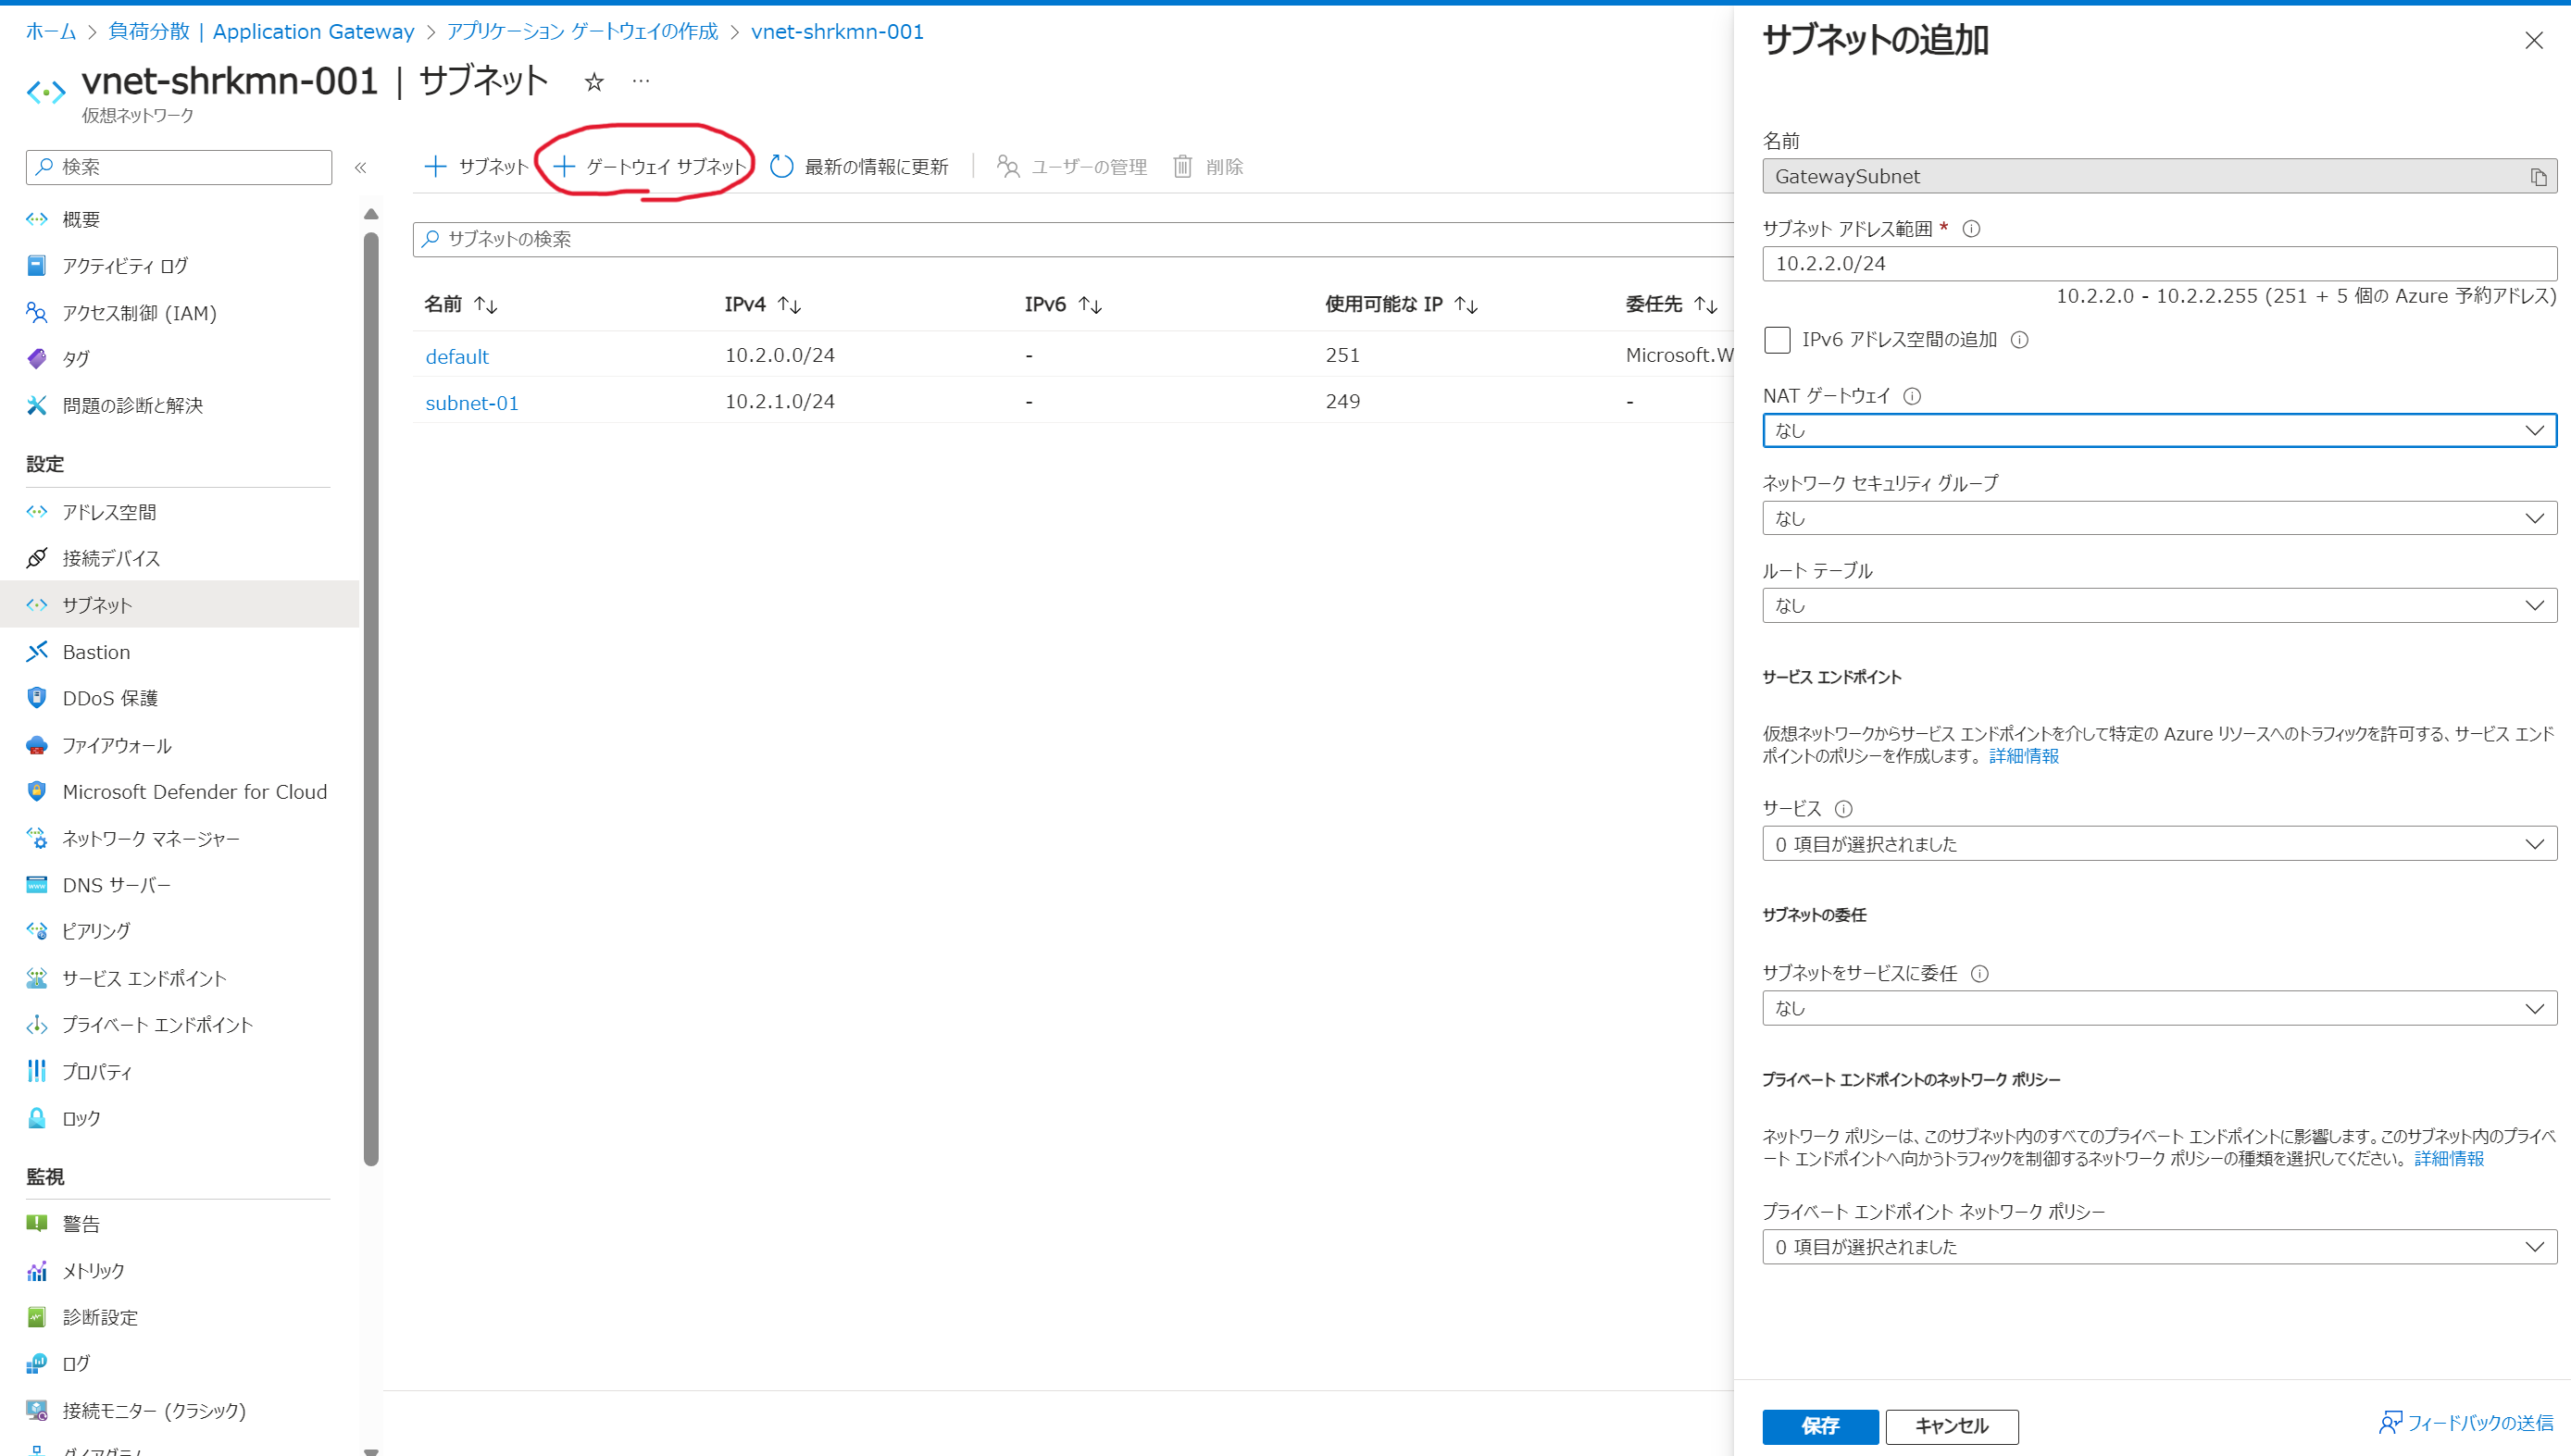 ホーム > 負荷分散 | Application Gateway > アプリケーション ゲートウェイの作成 > vnet-shrkmn-001
vnet-shrkmn-001 | サブネット
仮想ネットワーク
検索
概要
アクティビティ ログ
アクセス制御 (IAM)
タグ
問題の診断と解決
設定
アドレス空間
接続デバイス
サブネット
Bastion
DDoS 保護
ファイアウォール
Microsoft Defender for Cloud
ネットワーク マネージャー
DNS サーバー
ピアリング
サービス エンドポイント
プライベート エンドポイント
プロパティ
ロック
監視
警告
メトリック
診断設定
ログ
接続モニター (クラシック)
ダイアグラム
+ サブネット + ゲートウェイ サブネット 最新の情報に更新 | ユーザーの管理 削除
サブネットの検索
名前 ↑↓ IPv4 ↑↓ IPv6 ↑↓ 使用可能な IP ↑↓ 委任先 ↑↓
default 10.2.0.0/24 - 251 Microsoft.W
subnet-01 10.2.1.0/24 - 249 -
サブネットの追加
名前
GatewaySubnet
サブネット アドレス範囲 *
10.2.2.0/24
10.2.2.0 - 10.2.2.255 (251 + 5 個の Azure 予約アドレス)
IPv6 アドレス空間の追加
NAT ゲートウェイ
なし
ネットワーク セキュリティ グループ
なし
ルート テーブル
なし
サービス エンドポイント
仮想ネットワークからサービス エンドポイントを介して特定の Azure リソースへのトラフィックを許可する、サービス エンド
ポイントのポリシーを作成します。 詳細情報
サービス
0 項目が選択されました
サブネットの委任
サブネットをサービスに委任
なし
プライベート エンドポイントのネットワーク ポリシー
ネットワーク ポリシーは、このサブネット内のすべてのプライベート エンドポイントに影響します。このサブネット内のプライベ
ート エンドポイントへ向かうトラフィックを制御するネットワーク ポリシーの種類を選択してください。 詳細情報
プライベート エンドポイント ネットワーク ポリシー
0 項目が選択されました
保存 キャンセル
フィードバックの送信